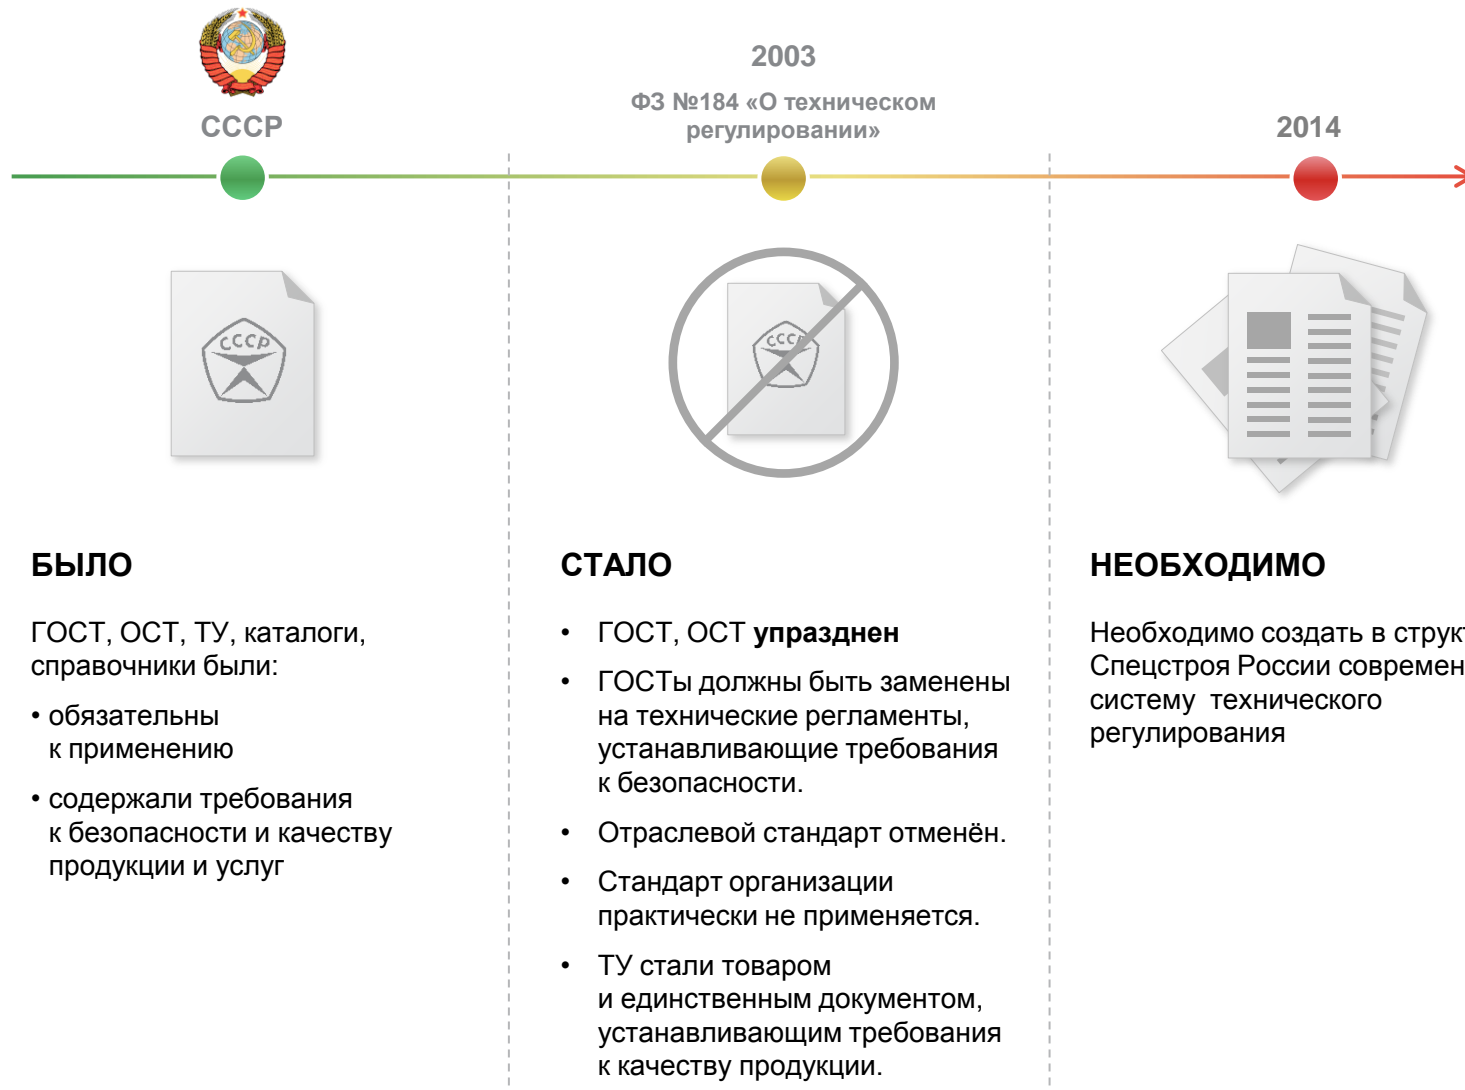 СССР
2003
ФЗ №184 «О техническом
регулировании»
2014
СССР
СССР
БЫЛО
ГОСТ, ОСТ, ТУ, каталоги,
справочники были:
• обязательны
к применению
• содержали требования
к безопасности и качеству
продукции и услуг
СТАЛО
• ГОСТ, ОСТ упразднен
• ГОСТы должны быть заменены
на технические регламенты,
устанавливающие требования
к безопасности.
• Отраслевой стандарт отменён.
• Стандарт организации
практически не применяется.
• ТУ стали товаром
и единственным документом,
устанавливающим требования
к качеству продукции.
НЕОБХОДИМО
Необходимо создать в
Спецстроя России
систему технического
регулирования